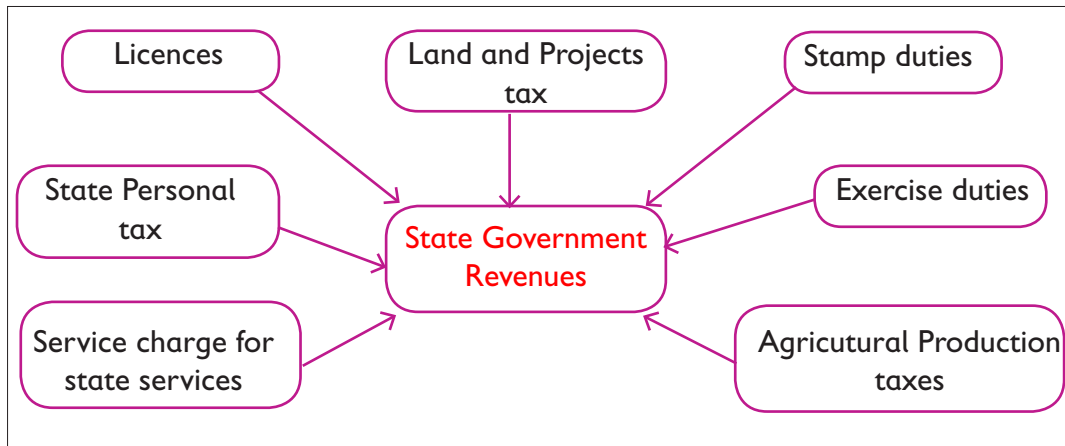 Licences
Land and Projects
tax
Stamp duties
State Personal
tax
Exercise duties
State Government
Revenues
Service charge for
state services
Agricutural Production
taxes